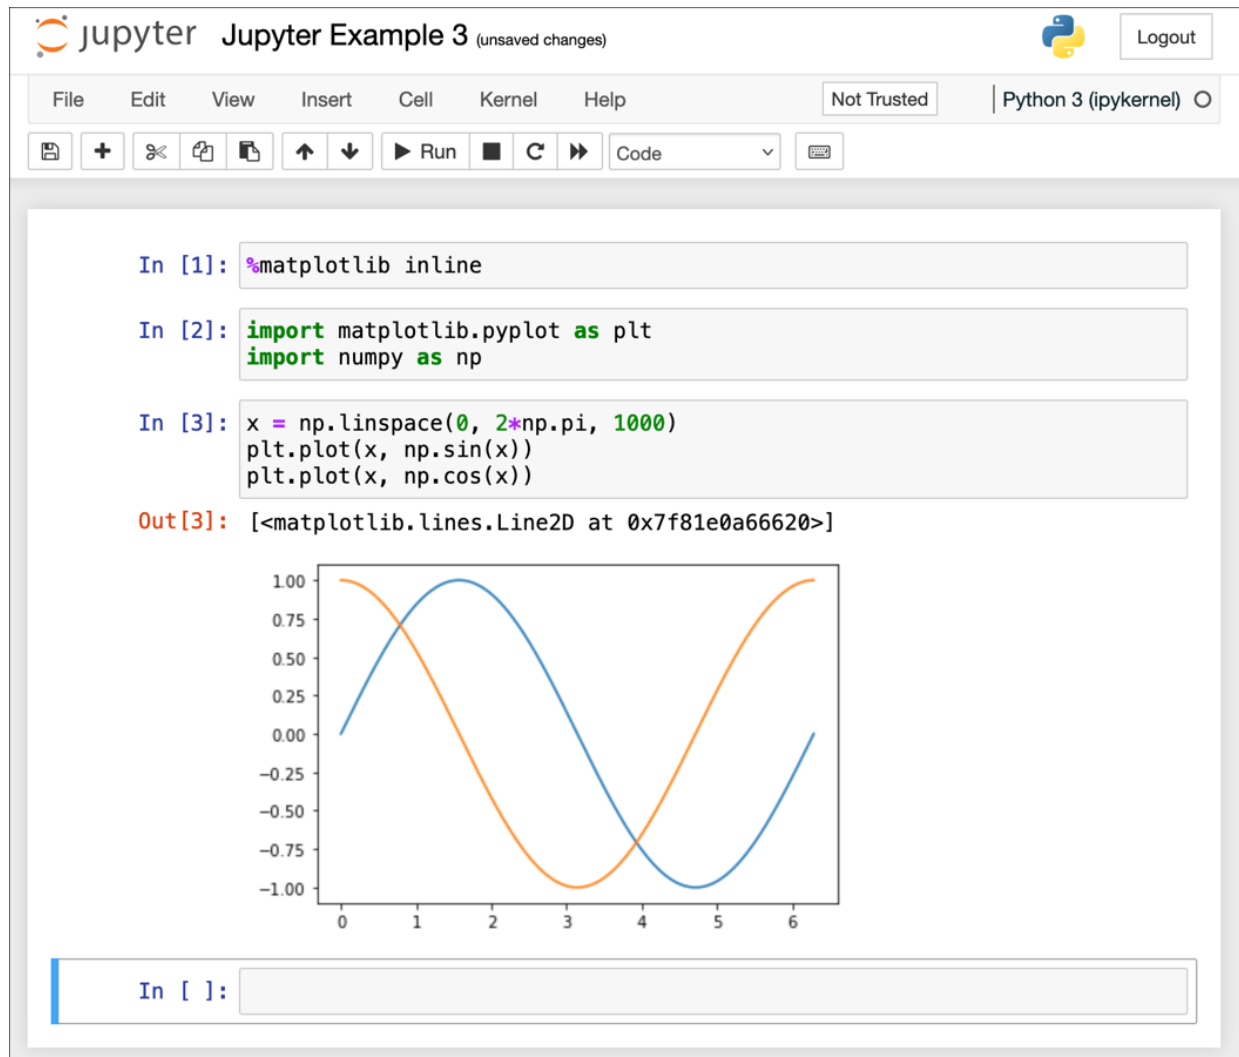 jupyter Jupyter Example 3 (unsaved changes) Logout
File Edit View Insert Cell Kernel Help Not Trusted Python 3 (ipykernel)
Run Code
In [1]: %matplotlib inline
In [2]: import matplotlib.pyplot as plt
import numpy as np
In [3]: x = np.linspace(0, 2*np.pi, 1000)
plt.plot(x, np.sin(x))
plt.plot(x, np.cos(x))
Out[3]: [<matplotlib.lines.Line2D at 0x7f81e0a66620>]
1.00
0.75
0.50
0.25
0.00
−0.25
−0.50
−0.75
−1.00
0 1 2 3 4 5 6
In [ ]: